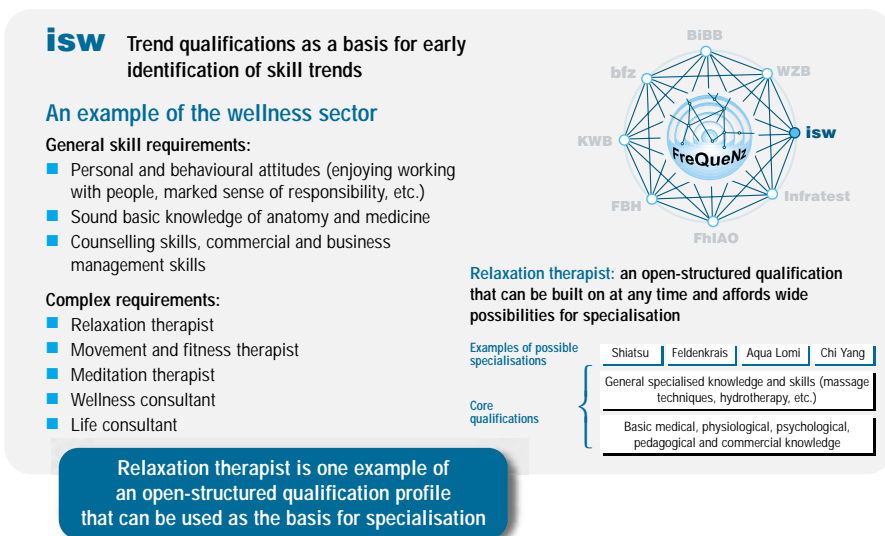 isw Trend qualifications as a basis for early
identification of skill trends
An example of the wellness sector
General skill requirements:
Personal and behavioural attitudes (enjoying working
with people, marked sense of responsibility, etc.)
Sound basic knowledge of anatomy and medicine
Counselling skills, commercial and business
management skills
Complex requirements:
Relaxation therapist
Movement and fitness therapist
Meditation therapist
Wellness consultant
Life consultant
BiBB
bfz
WZB
KWB
isw
FreQueNz
FBH
Infratest
FhIAO
Relaxation therapist: an open-structured qualification
that can be built on at any time and affords wide
possibilities for specialisation
Examples of possible
specialisations
Shiatsu Feldenkrais Aqua Lomi Chi Yang
Core
qualifications
General specialised knowledge and skills (massage
techniques, hydrotherapy, etc.)
Basic medical, physiological, psychological,
pedagogical and commercial knowledge
Relaxation therapist is one example of
an open-structured qualification profile
that can be used as the basis for specialisation